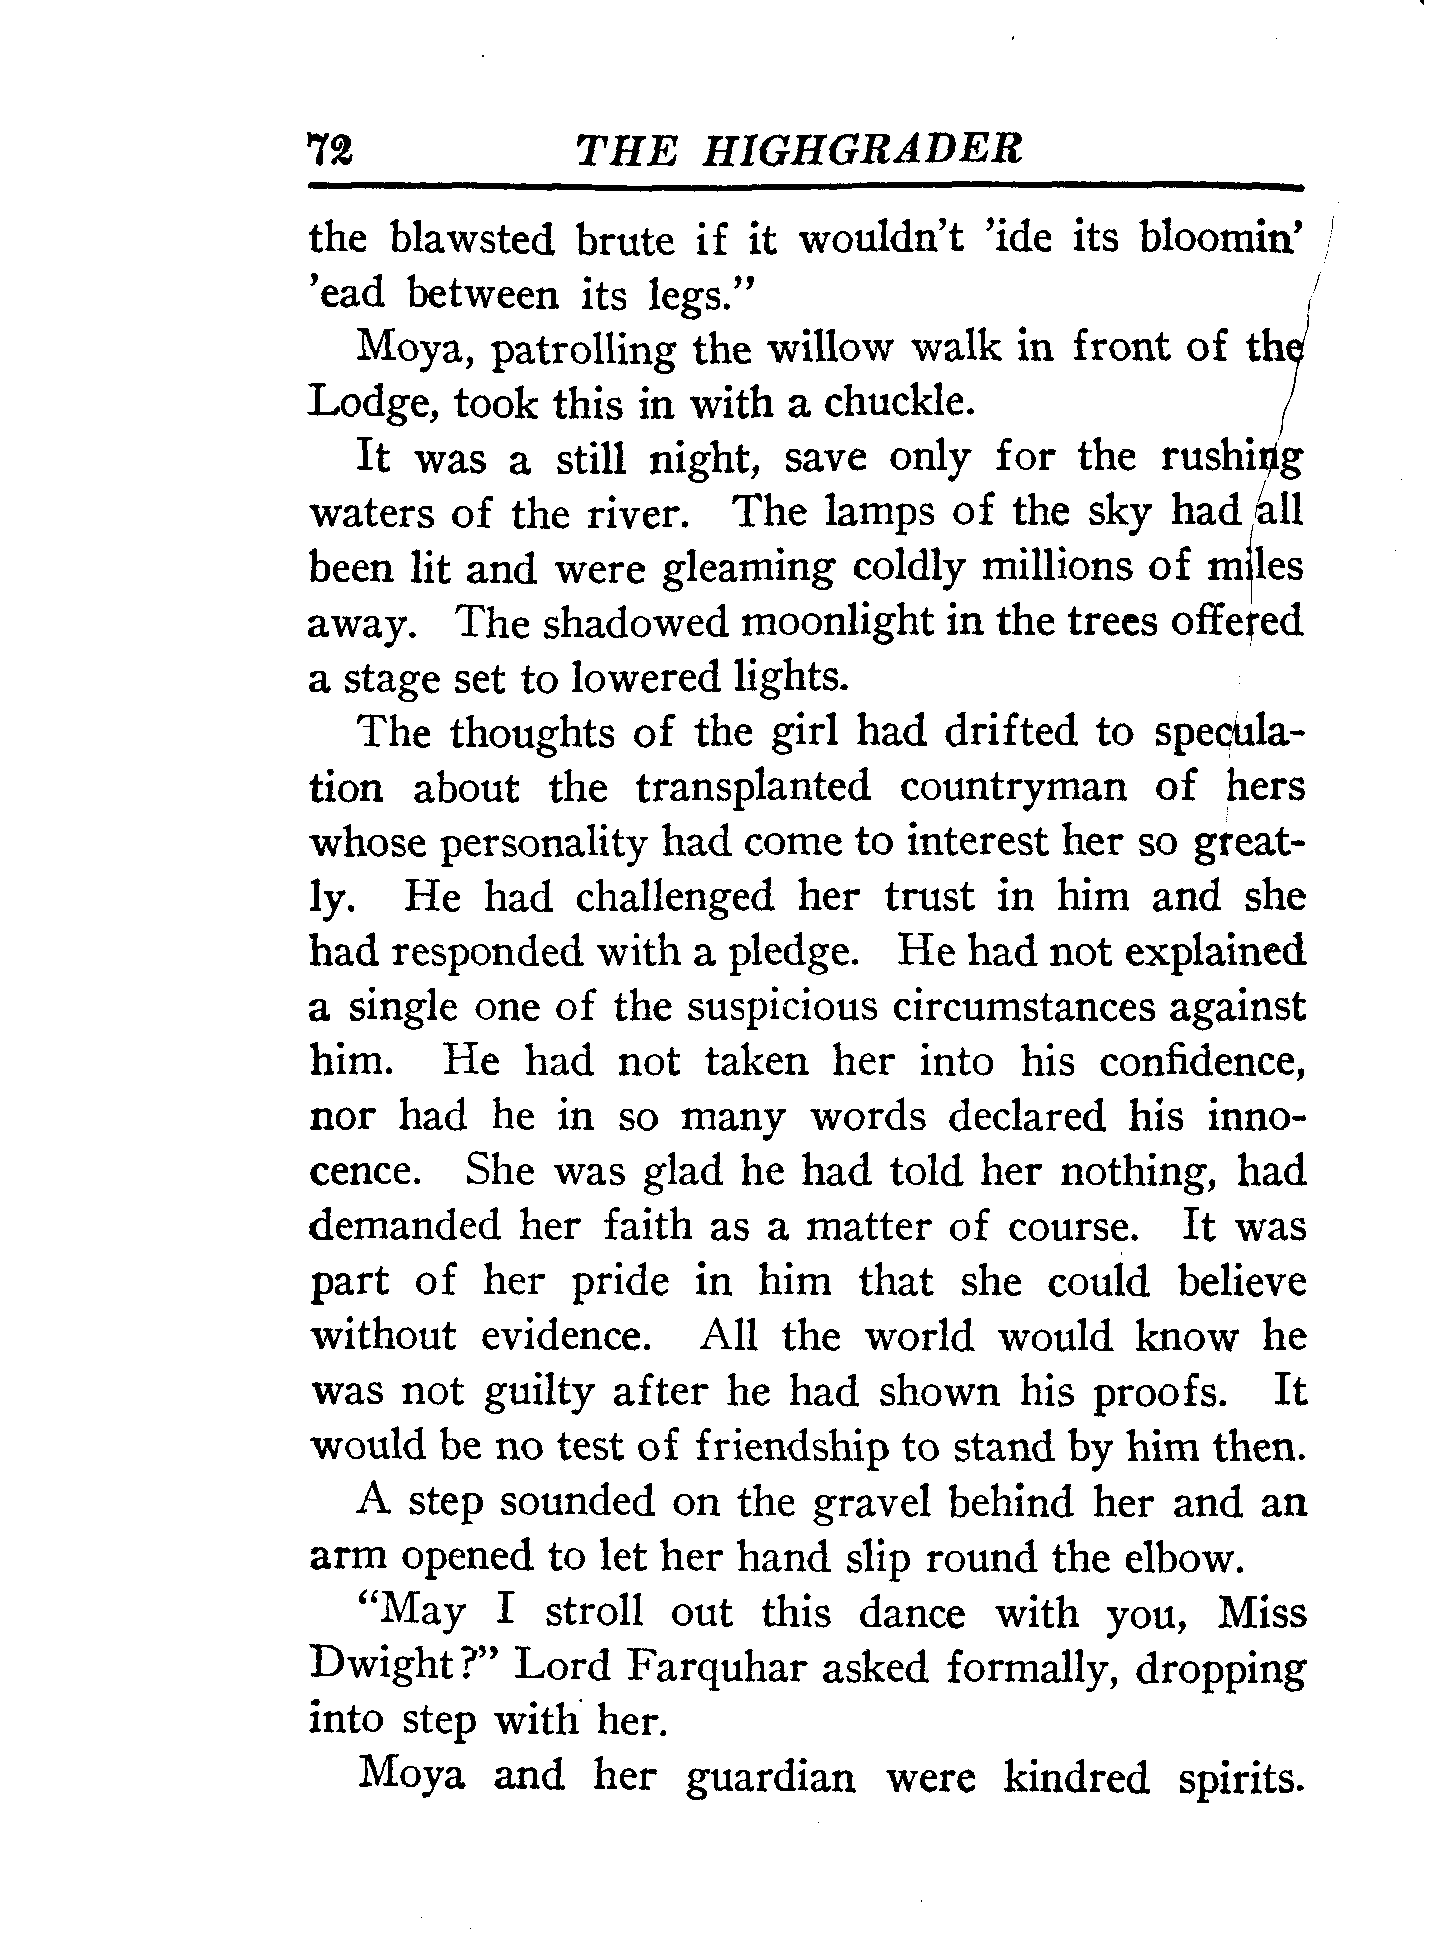 72 THE HIGHGRADER
the blawsted brute if it wouldn't 'ide its bloomin'
'ead between its legs."
Moya, patrolling the willow walk in front of the
Lodge, took this in with a chuckle.
It was a still night, save only for the rushing
waters of the river. The lamps of the sky had all
been lit and were gleaming coldly millions of miles
away. The shadowed moonlight in the trees offered
a stage set to lowered lights.
The thoughts of the girl had drifted to specula-
tion about the transplanted countryman of hers
whose personality had come to interest her so great-
ly. He had challenged her trust in him and she
had responded with a pledge. He had not explained
a single one of the suspicious circumstances against
him. He had not taken her into his confidence,
nor had he in so many words declared his inno-
cence. She was glad he had told her nothing, had
demanded her faith as a matter of course. It was
part of her pride in him that she could believe
without evidence. All the world would know he
was not guilty after he had shown his proofs. It
would be no test of friendship to stand by him then.
A step sounded on the gravel behind her and an
arm opened to let her hand slip round the elbow.
"May I stroll out this dance with you, Miss
Dwight?" Lord Farquhar asked formally, dropping
into step with her.
Moya and her guardian were kindred spirits.